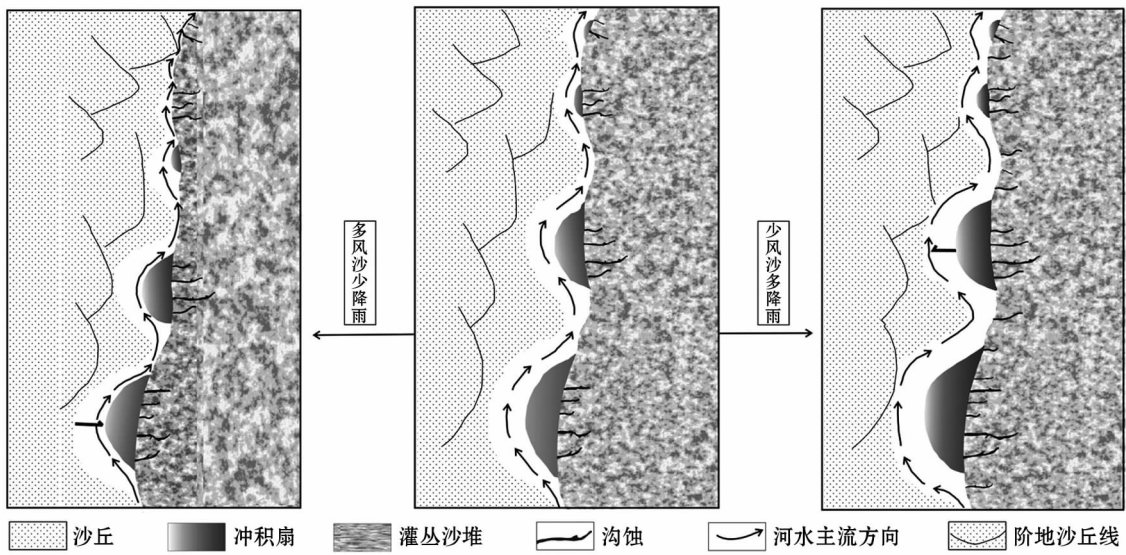 多风沙少降雨
少风沙多降雨
沙丘
冲积扇
灌丛沙堆
沟蚀
河水主流方向
阶地沙丘线